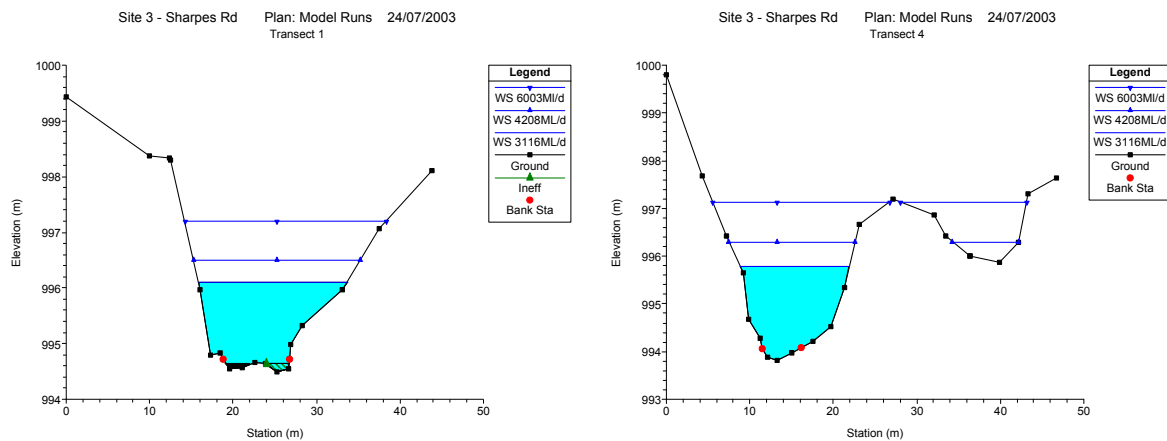 Site 3 - Sharpes Rd Plan: Model Runs 24/07/2003
Transect 1
Legend
WS 6003Ml/d
WS 4208ML/d
WS 3116ML/d
Ground
Ineff
Bank Sta
1000
999
998
997
996
995
994
Elevation (m)
0 10 20 30 40 50
Station (m)
Site 3 - Sharpes Rd Plan: Model Runs 24/07/2003
Transect 4
Legend
WS 6003Ml/d
WS 4208ML/d
WS 3116ML/d
Ground
Bank Sta
1000
999
998
997
996
995
994
993
Elevation (m)
0 10 20 30 40 50
Station (m)